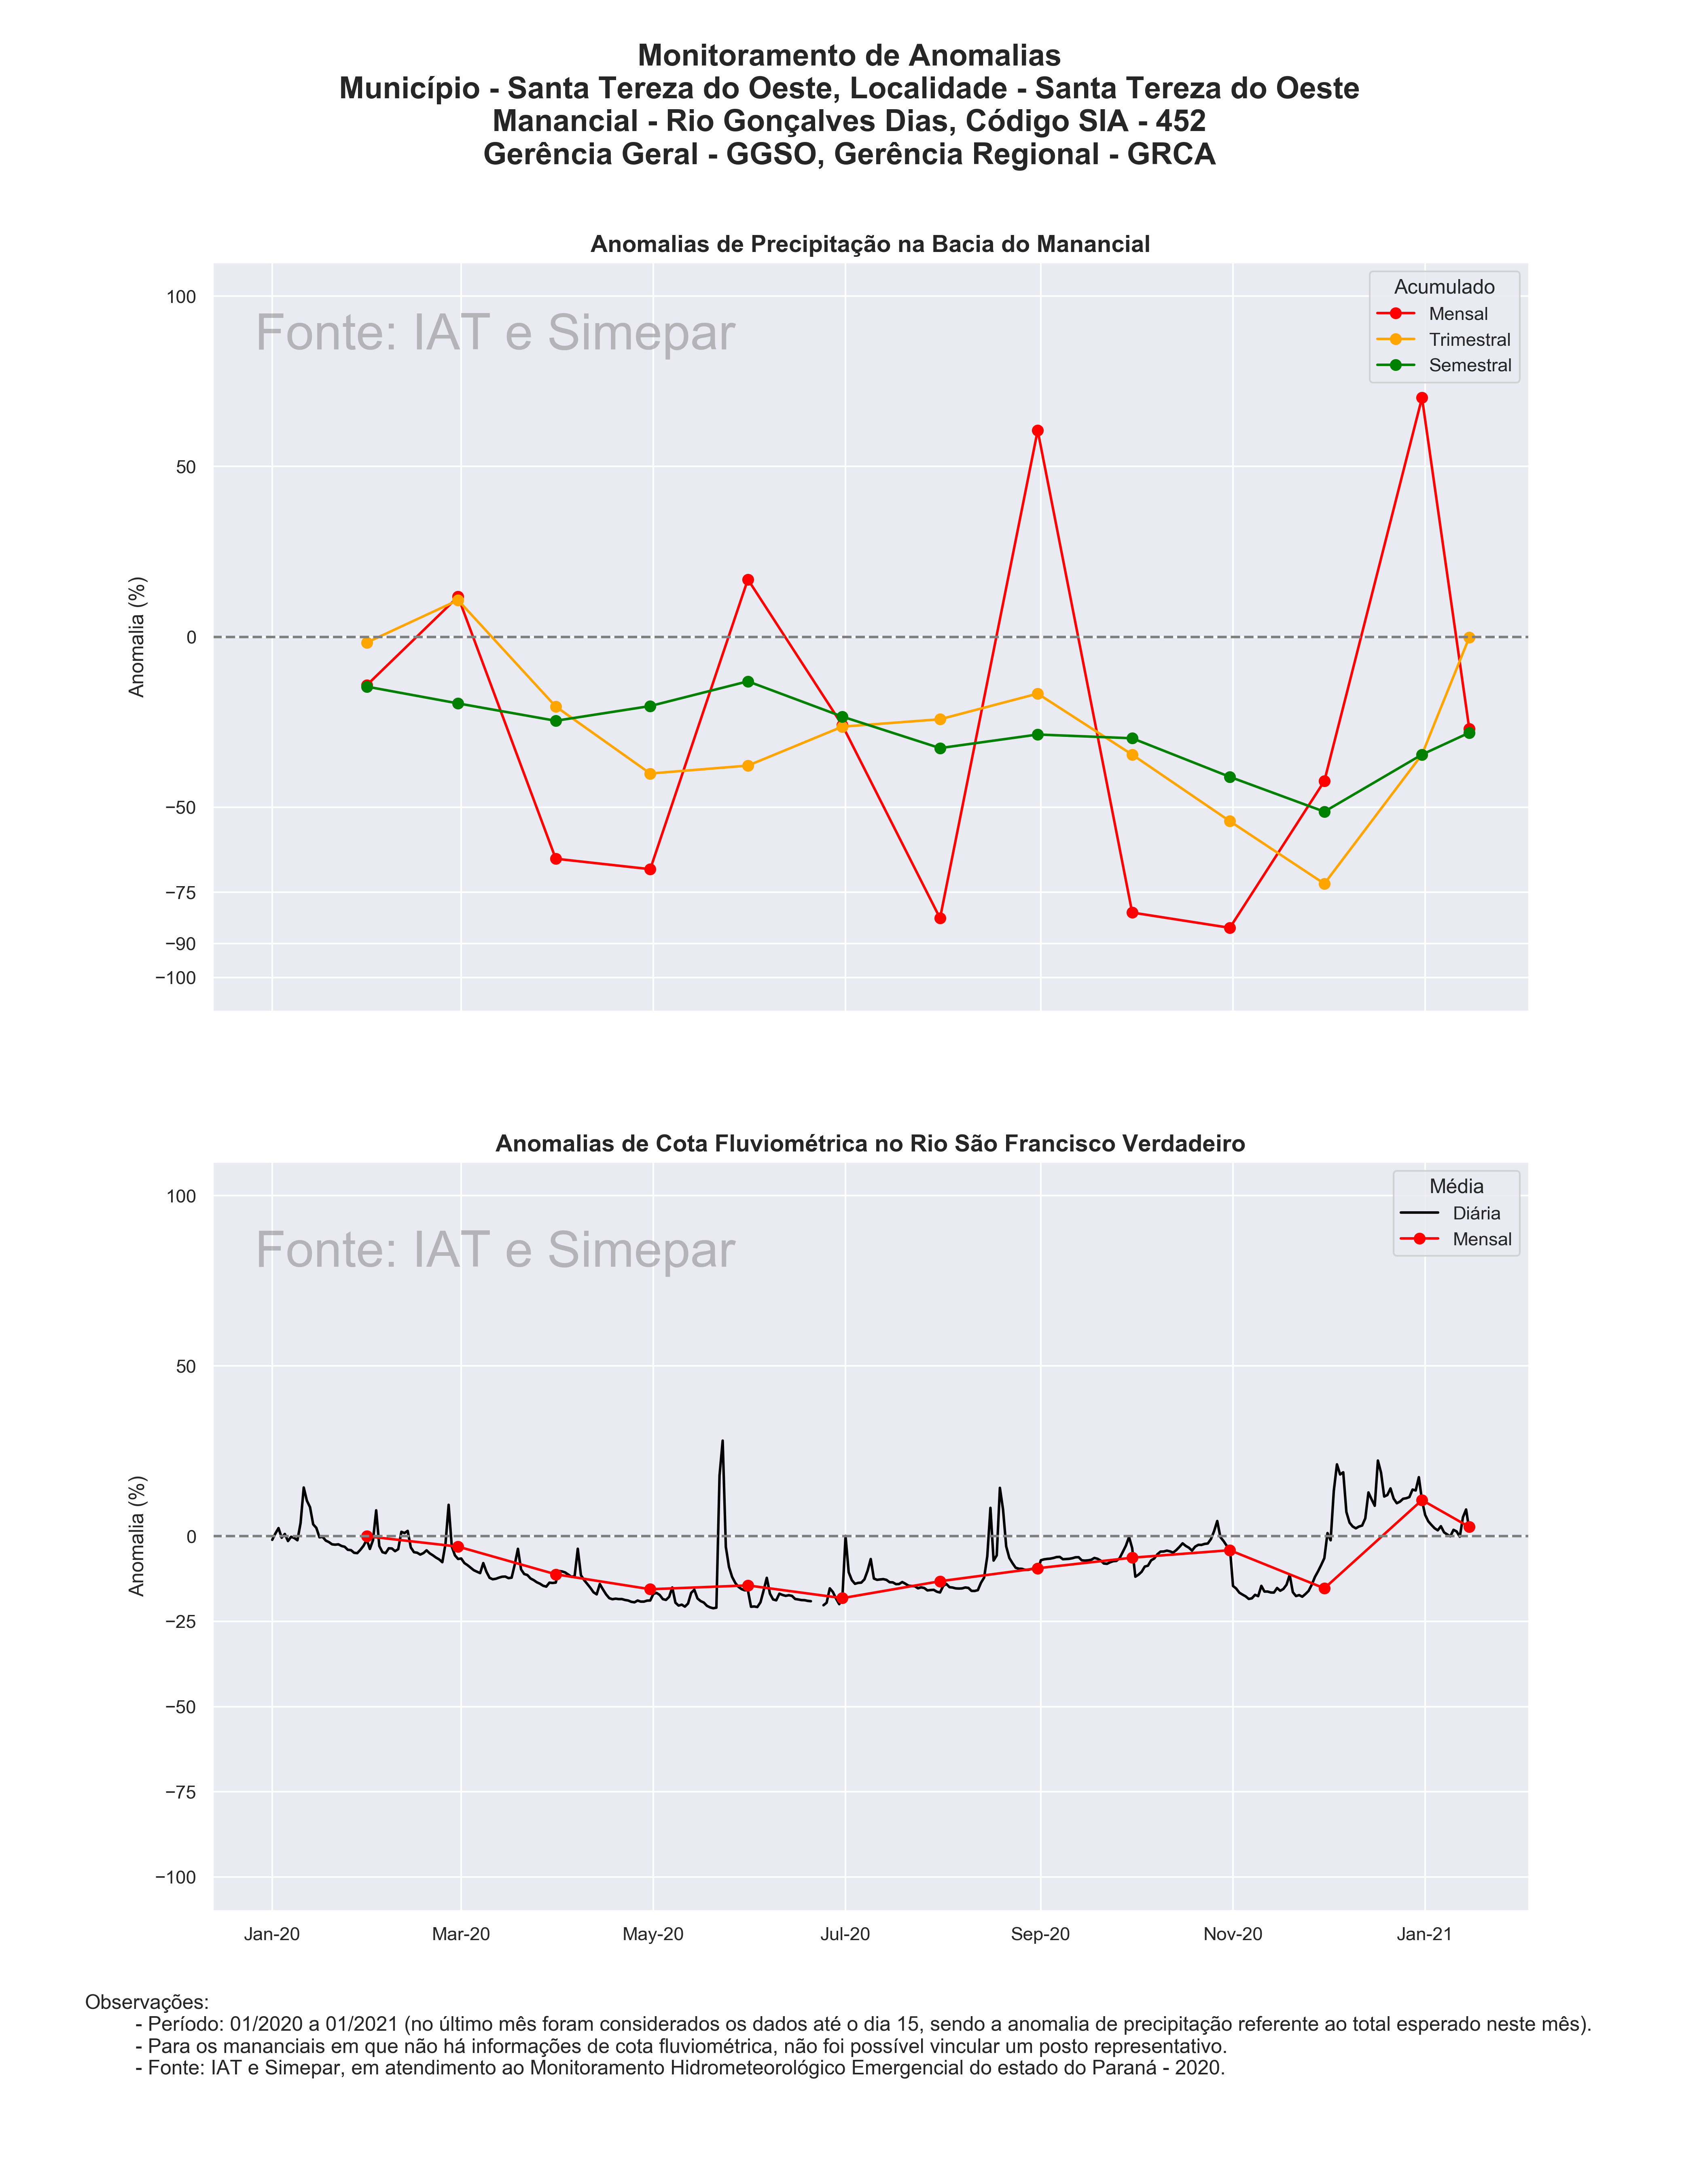 Monitoramento de Anomalias
Município - Santa Tereza do Oeste, Localidade - Santa Tereza do Oeste
Manancial - Rio Gonçalves Dias, Código SIA - 452
Gerência Geral - GGSO, Gerência Regional - GRCA
Anomalias de Precipitação na Bacia do Manancial
Fonte: IAT e Simepar
Acumulado
Mensal
Trimestral
Semestral
Anomalia (%)
100
50
0
−50
−75
−90
−100
Anomalias de Cota Fluviométrica no Rio São Francisco Verdadeiro
Fonte: IAT e Simepar
Média
Diária
Mensal
Anomalia (%)
100
50
0
−25
−50
−75
−100
Jan-20 Mar-20 May-20 Jul-20 Sep-20 Nov-20 Jan-21
Observações:
- Período: 01/2020 a 01/2021 (no último mês foram considerados os dados até o dia 15, sendo a anomalia de precipitação referente ao total esperado neste mês).
- Para os mananciais em que não há informações de cota fluviométrica, não foi possível vincular um posto representativo.
- Fonte: IAT e Simepar, em atendimento ao Monitoramento Hidrometeorológico Emergencial do estado do Paraná - 2020.